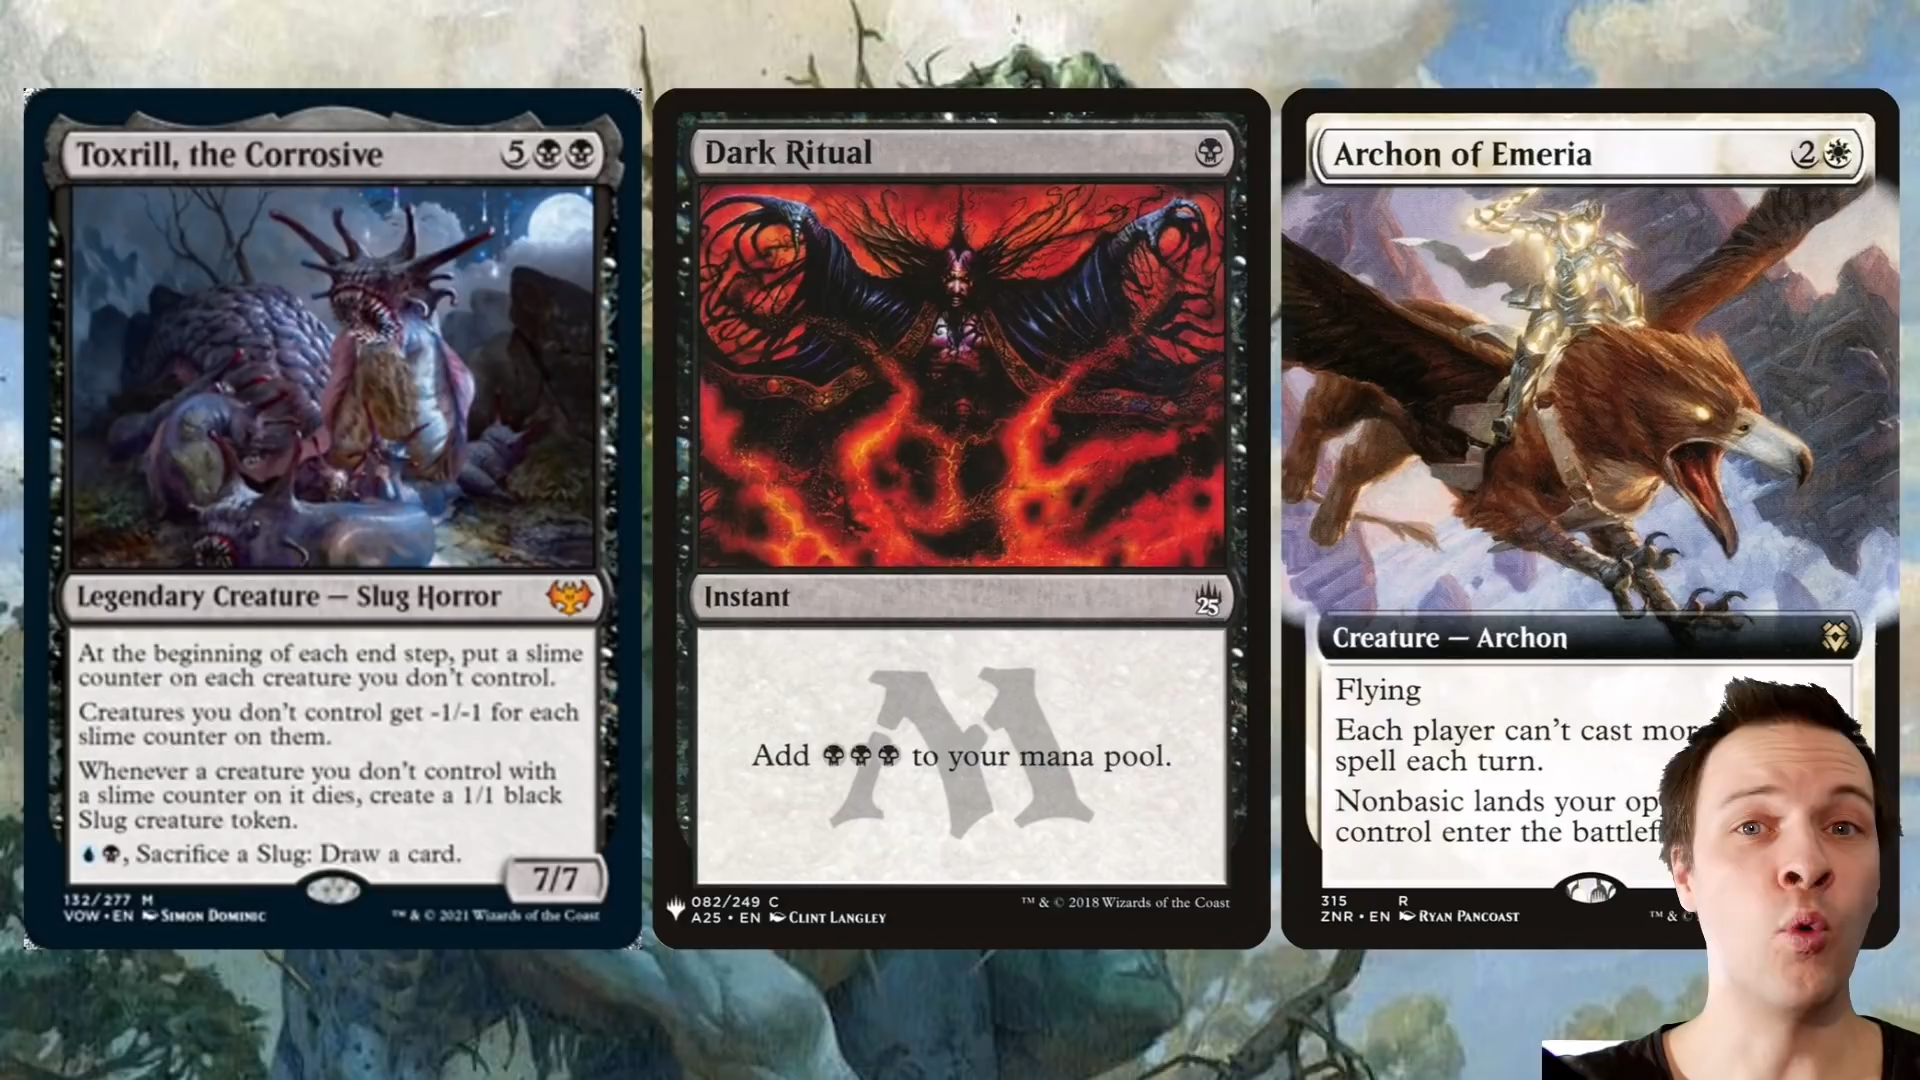 Toxrill, the Corrosive 5
Legendary Creature — Slug Horror
At the beginning of each end step, put a slime
counter on each creature you don't control.
Creatures you don't control get -1/-1 for each
slime counter on them.
Whenever a creature you don't control with
a slime counter on it dies, create a 1/1 black
Slug creature token.
, Sacrifice a Slug: Draw a card.
7/7
132/277 M
VOW • EN Simon Dominic
™ & © 2021 Wizards of the Coast
Dark Ritual
Instant
25
Add to your mana pool.
M
082/249 C
A25 • EN Clint Langley
™ & © 2018 Wizards of the Coast
Archon of Emeria 2
Creature — Archon
Flying
Each player can't cast mor
spell each turn.
Nonbasic lands your op
control enter the battlef
315 R
ZNR • EN Ryan Pancoast
™ & ©